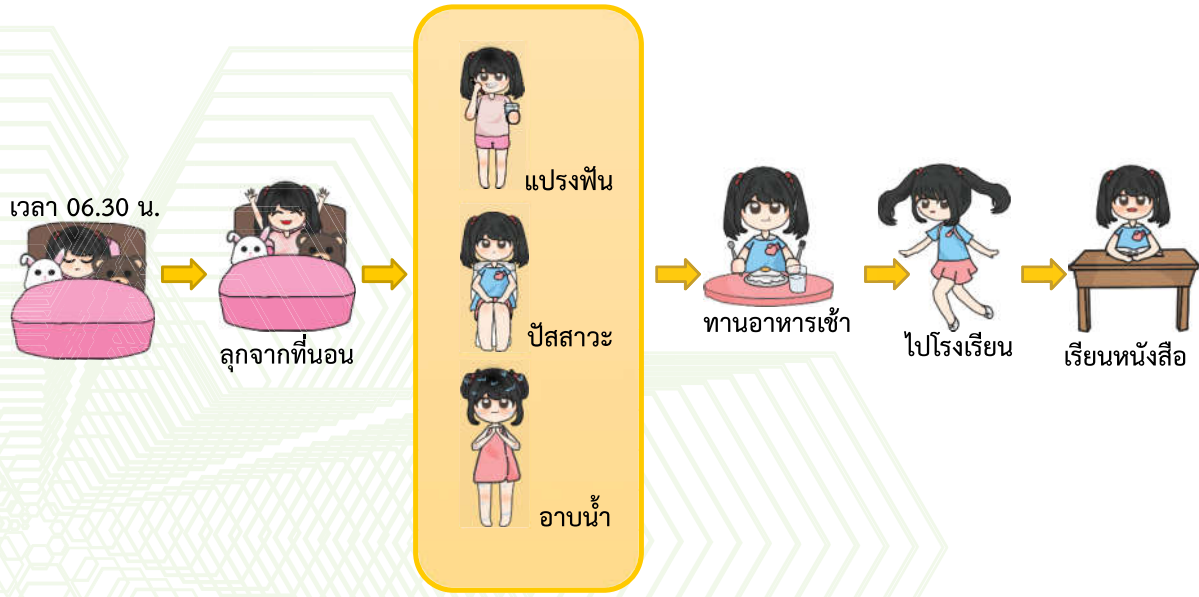 เวลา 06.30 น.
ลุกจากที่นอน
แปรงฟัน
ปัสสาวะ
อาบน้ำ
ทานอาหารเช้า
ไปโรงเรียน
เรียนหนังสือ